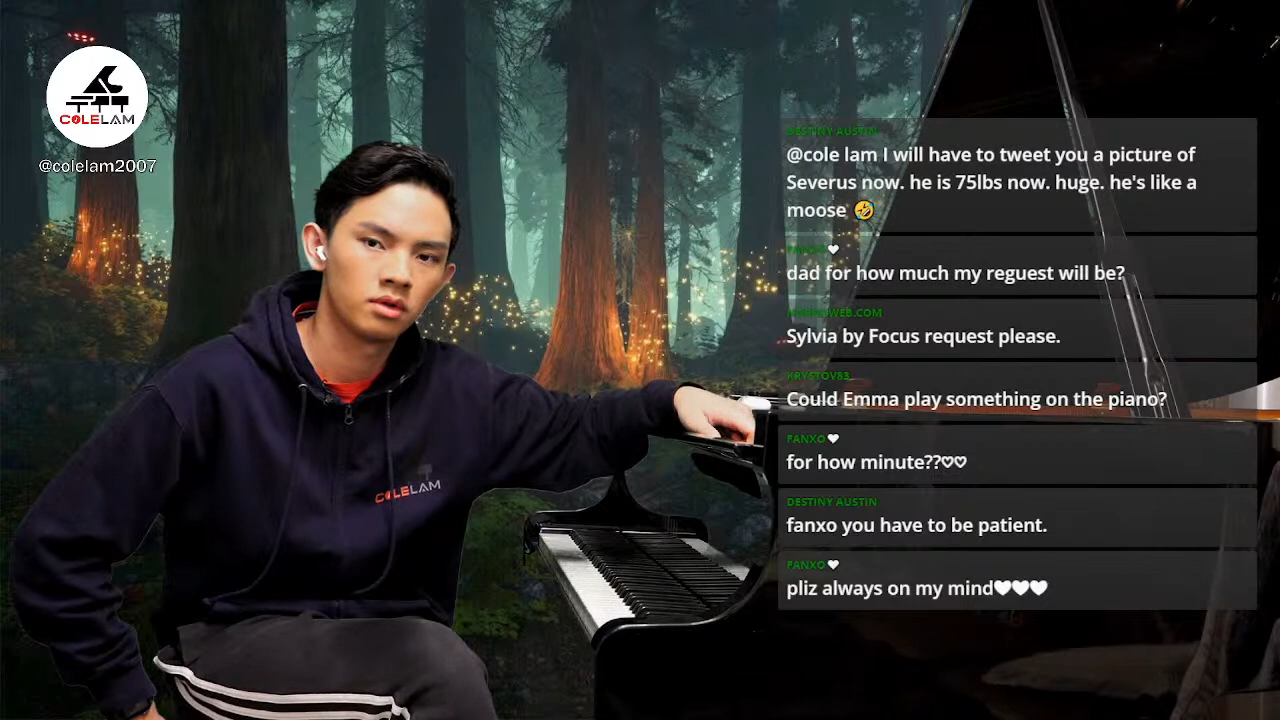 COLELAM
@colelam2007
COLELAM
DESTINY AUSTIN
@cole lam I will have to tweet you a picture of
Severus now. he is 75lbs now. huge. he's like a
moose 🤣
FANXO🤍
dad for how much my reguest will be?
Sylvia by Focus request please.
KRYSTOV83
Could Emma play something on the piano?
FANXO🤍
for how minute??♡♡
DESTINY AUSTIN
fanxo you have to be patient.
FANXO🤍
pliz always on my mind🤍🤍🤍